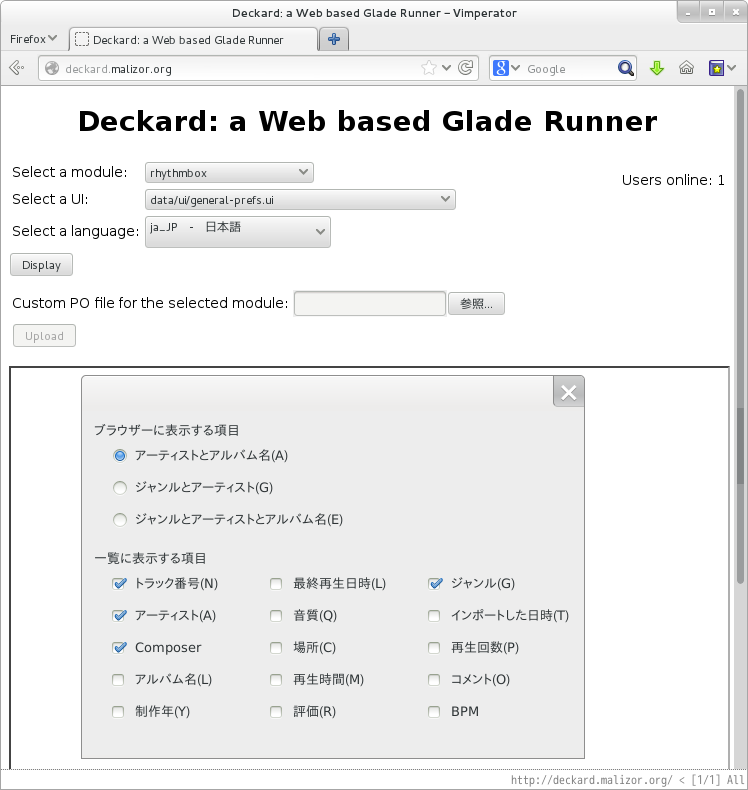 Deckard: a Web based Glade Runner – Vimperator
Firefox
Deckard: a Web based Glade Runner
deckard.malizor.org
Google
Deckard: a Web based Glade Runner
Select a module: rhythmbox
Users online: 1
Select a UI: data/ui/general-prefs.ui
Select a language: ja_JP - 日本語
Display
Custom PO file for the selected module: 参照...
Upload
ブラウザーに表示する項目
アーティストとアルバム名(A)
ジャンルとアーティスト(G)
ジャンルとアーティストとアルバム名(E)
一覧に表示する項目
トラック番号(N) 最終再生日時(L) ジャンル(G)
アーティスト(A) 音質(Q) インポートした日時(T)
Composer 場所(C) 再生回数(P)
アルバム名(L) 再生時間(M) コメント(O)
制作年(Y) 評価(R) BPM
http://deckard.malizor.org/ < [1/1] All